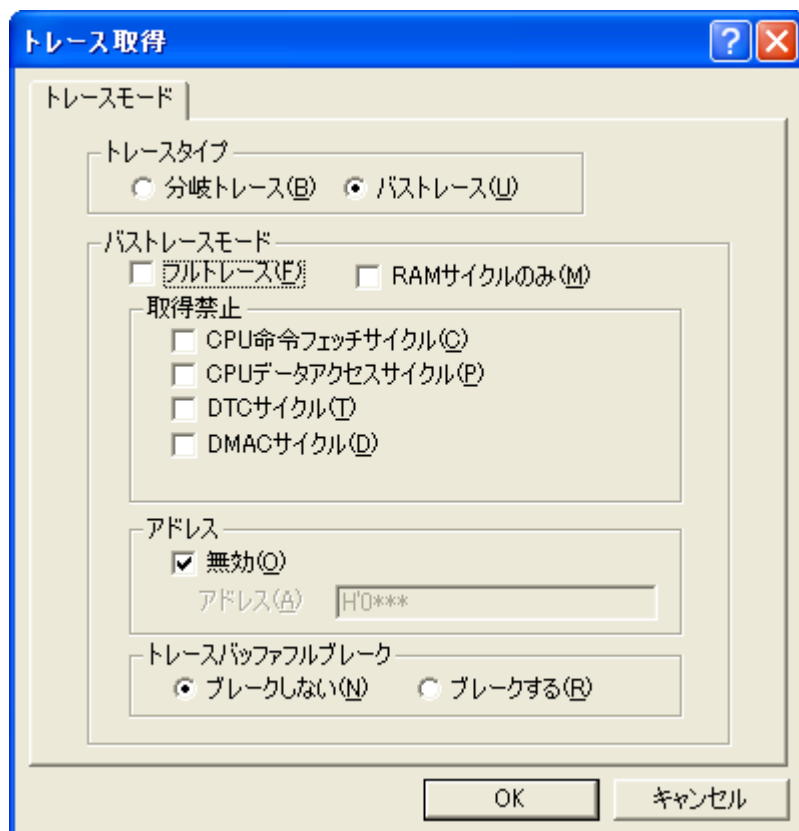 トレース取得
トレースモード
トレースタイプ
分岐トレース(B) バストレース(U)
バストレースモード
フルトレース(F) RAMサイクルのみ(M)
取得禁止
CPU命令フェッチサイクル(C)
CPUデータアクセスサイクル(P)
DTCサイクル(T)
DMACサイクル(D)
アドレス
無効(O)
アドレス(A) H'0***
トレースバッファフルブレーク
ブレークしない(N) ブレークする(R)
OK キャンセル